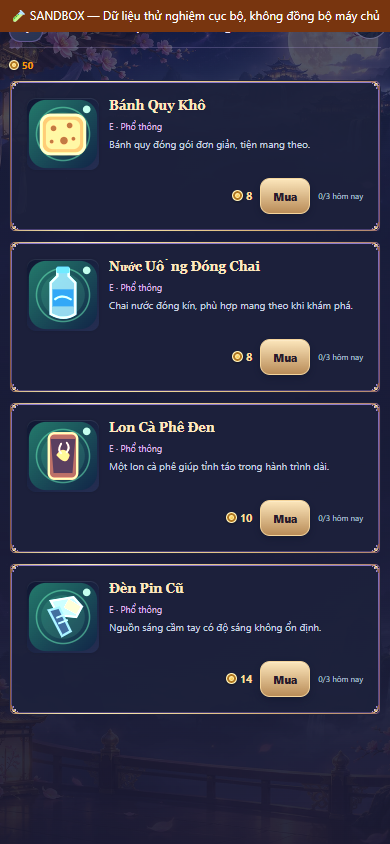 SANDBOX — Dữ liệu thử nghiệm cục bộ, không đồng bộ máy chủ
50
Bánh Quy Khô
E · Phổ thông
Bánh quy đóng gói đơn giản, tiện mang theo.
8 Mua 0/3 hôm nay
Nước Uống Đóng Chai
E · Phổ thông
Chai nước đóng kín, phù hợp mang theo khi khám phá.
8 Mua 0/3 hôm nay
Lon Cà Phê Đen
E · Phổ thông
Một lon cà phê giúp tỉnh táo trong hành trình dài.
10 Mua 0/3 hôm nay
Đèn Pin Cũ
E · Phổ thông
Nguồn sáng cầm tay có độ sáng không ổn định.
14 Mua 0/3 hôm nay